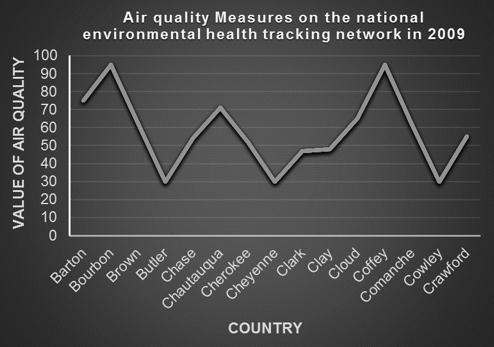 Air quality Measures on the national
environmental health tracking network in 2009
VALUE OF AIR QUALITY
100
90
80
70
60
50
40
30
20
10
0
Barton
Bourbon
Brown
Butler
Chase
Chautauqua
Cherokee
Cheyenne
Clark
Clay
Cloud
Coffey
Comanche
Cowley
Crawford
COUNTRY